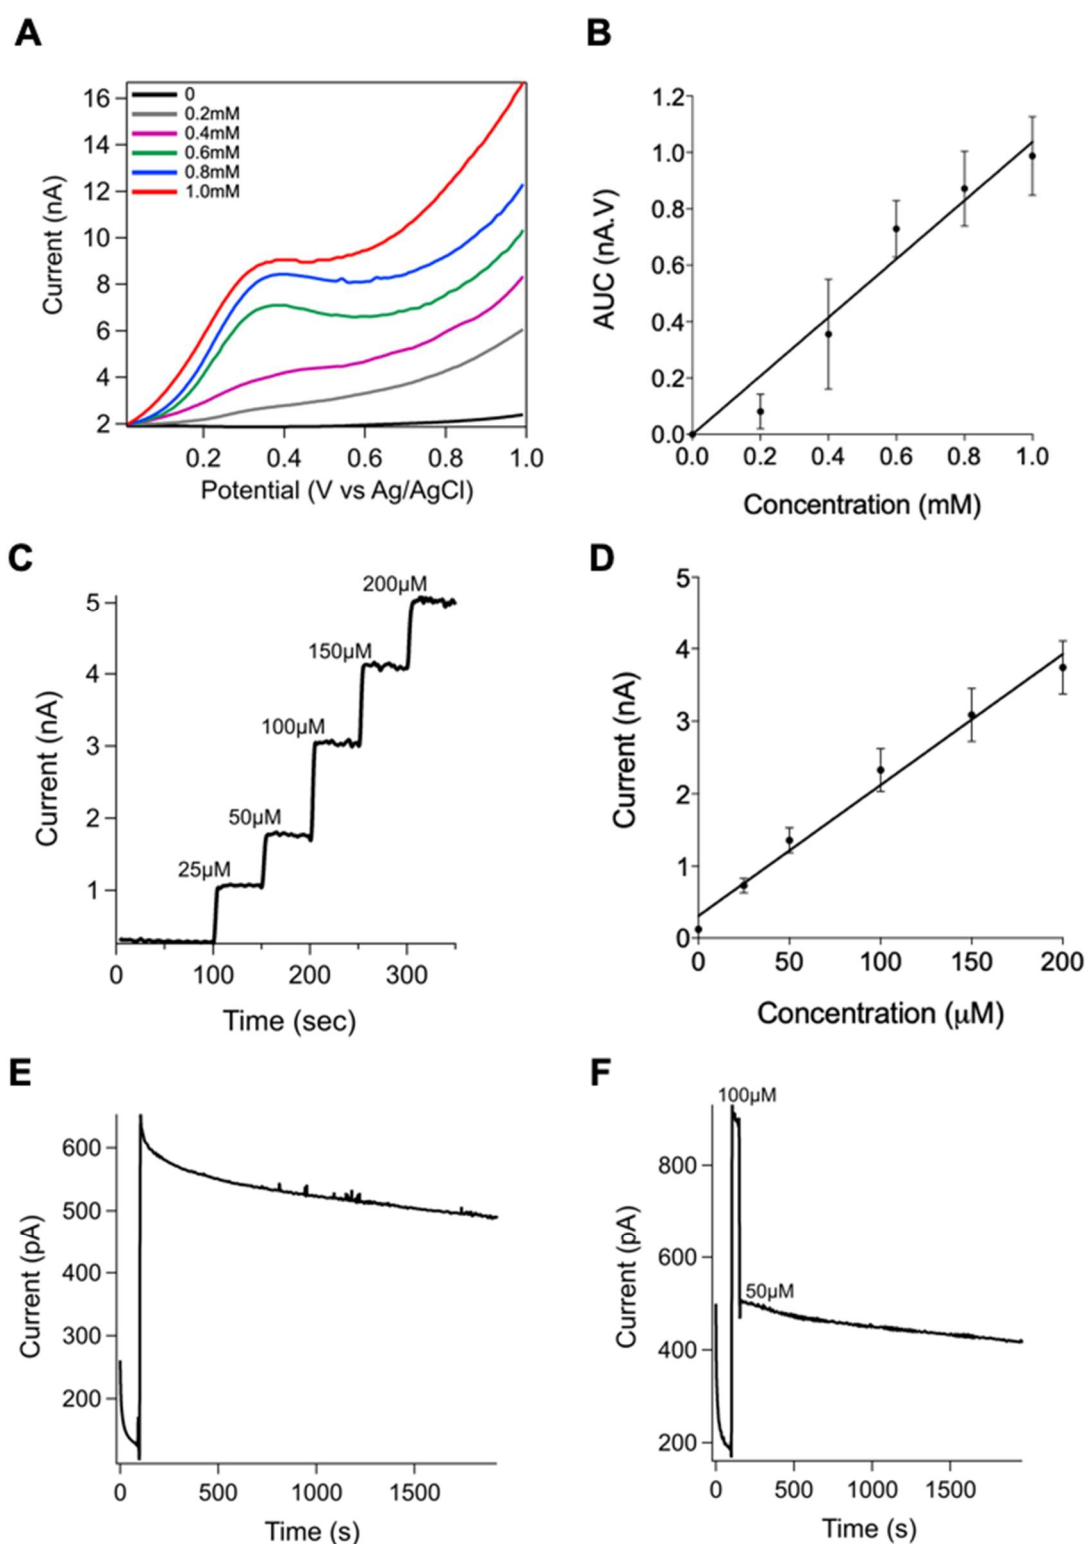 A
Current (nA)
16
14
12
10
8
6
4
2
0
0.2mM
0.4mM
0.6mM
0.8mM
1.0mM
0.2 0.4 0.6 0.8 1.0
Potential (V vs Ag/AgCl)
B
AUC (nA.V)
1.2
1.0
0.8
0.6
0.4
0.2
0.0
0.0 0.2 0.4 0.6 0.8 1.0
Concentration (mM)
C
Current (nA)
5
4
3
2
1
200μM
150μM
100μM
50μM
25μM
0 100 200 300
Time (sec)
D
Current (nA)
5
4
3
2
1
0
0 50 100 150 200
Concentration (μM)
E
Current (pA)
600
500
400
300
200
0 500 1000 1500
Time (s)
F
Current (pA)
100μM
800
600
50μM
400
200
0 500 1000 1500
Time (s)